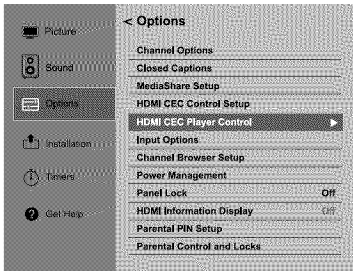 < Options
Picture
Sound
Options
Installation
Timers
Get Help
Channel Options
Closed Captions
MediaShare Setup
HDMI CEC Control Setup
HDMI CEC Player Control
Input Options
Channel Browser Setup
Power Management
Panel Lock Off
HDMI Information Display Off
Parental PIN Setup
Parental Control and Locks